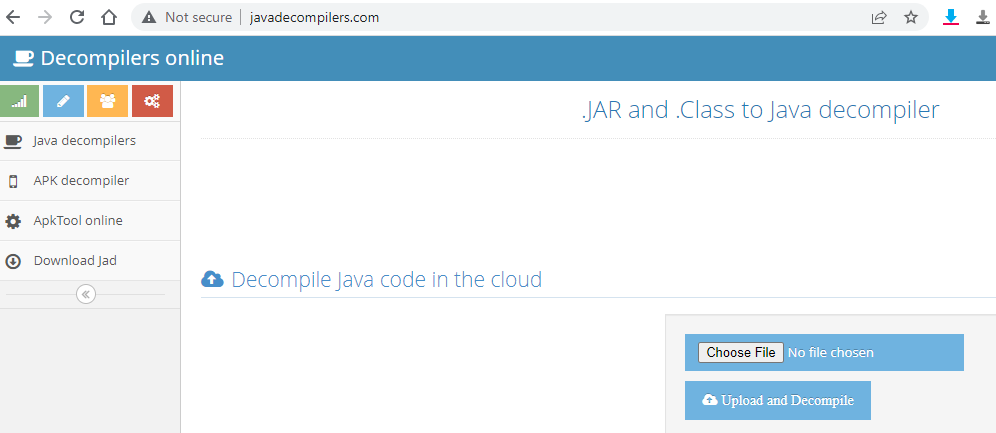 Not secure | javadecompilers.com
Decompilers online
.JAR and .Class to Java decompiler
Java decompilers
APK decompiler
ApkTool online
Download Jad
Decompile Java code in the cloud
Choose File No file chosen
Upload and Decompile